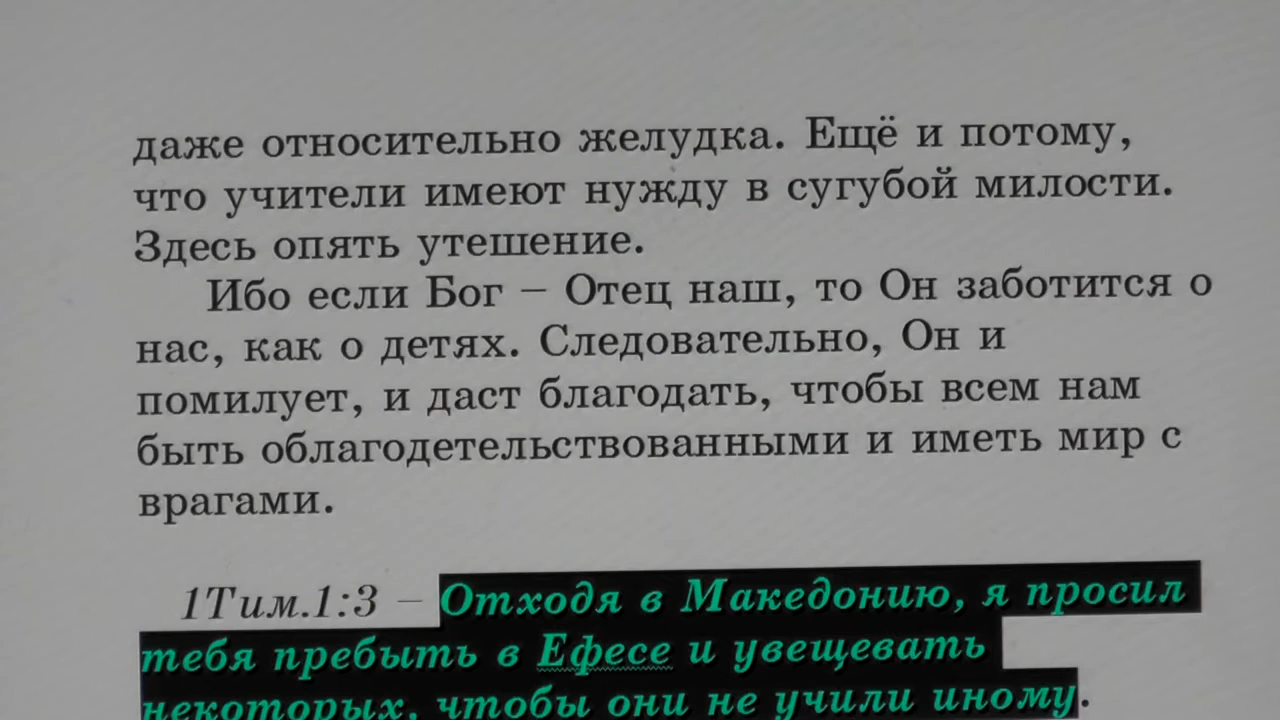 даже относительно желудка. Ещё и потому,
что учители имеют нужду в сугубой милости.
Здесь опять утешение.
Ибо если Бог – Отец наш, то Он заботится о
нас, как о детях. Следовательно, Он и
помилует, и даст благодать, чтобы всем нам
быть облагодетельствованными и иметь мир с
врагами.
1Тим.1:3 – Отходя в Македонию, я просил
тебя пребыть в Ефесе и увещевать
некоторых, чтобы они не учили иному.